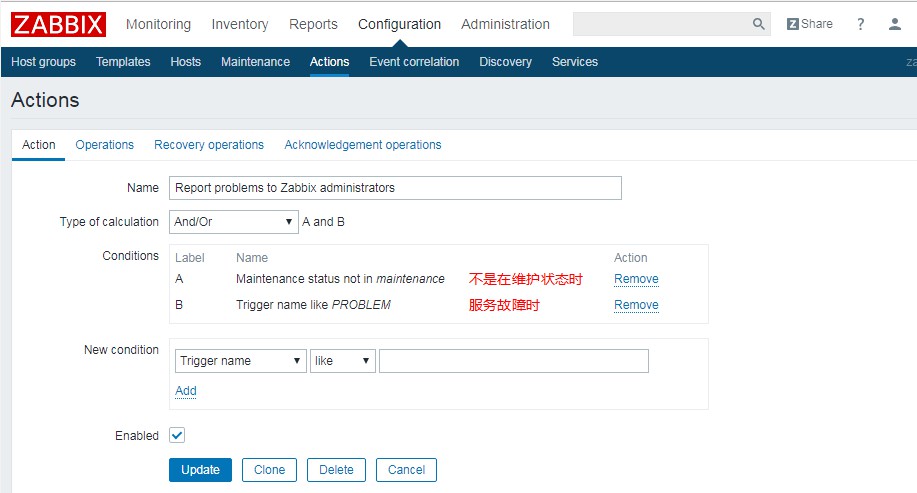 ZABBIX Monitoring Inventory Reports Configuration Administration Z Share ?
Host groups Templates Hosts Maintenance Actions Event correlation Discovery Services za
Actions
Action Operations Recovery operations Acknowledgement operations
Name Report problems to Zabbix administrators
Type of calculation And/Or A and B
Conditions Label Name Action
A Maintenance status not in maintenance 不是在维护状态时 Remove
B Trigger name like PROBLEM 服务故障时 Remove
New condition
Trigger name like
Add
Enabled
Update Clone Delete Cancel